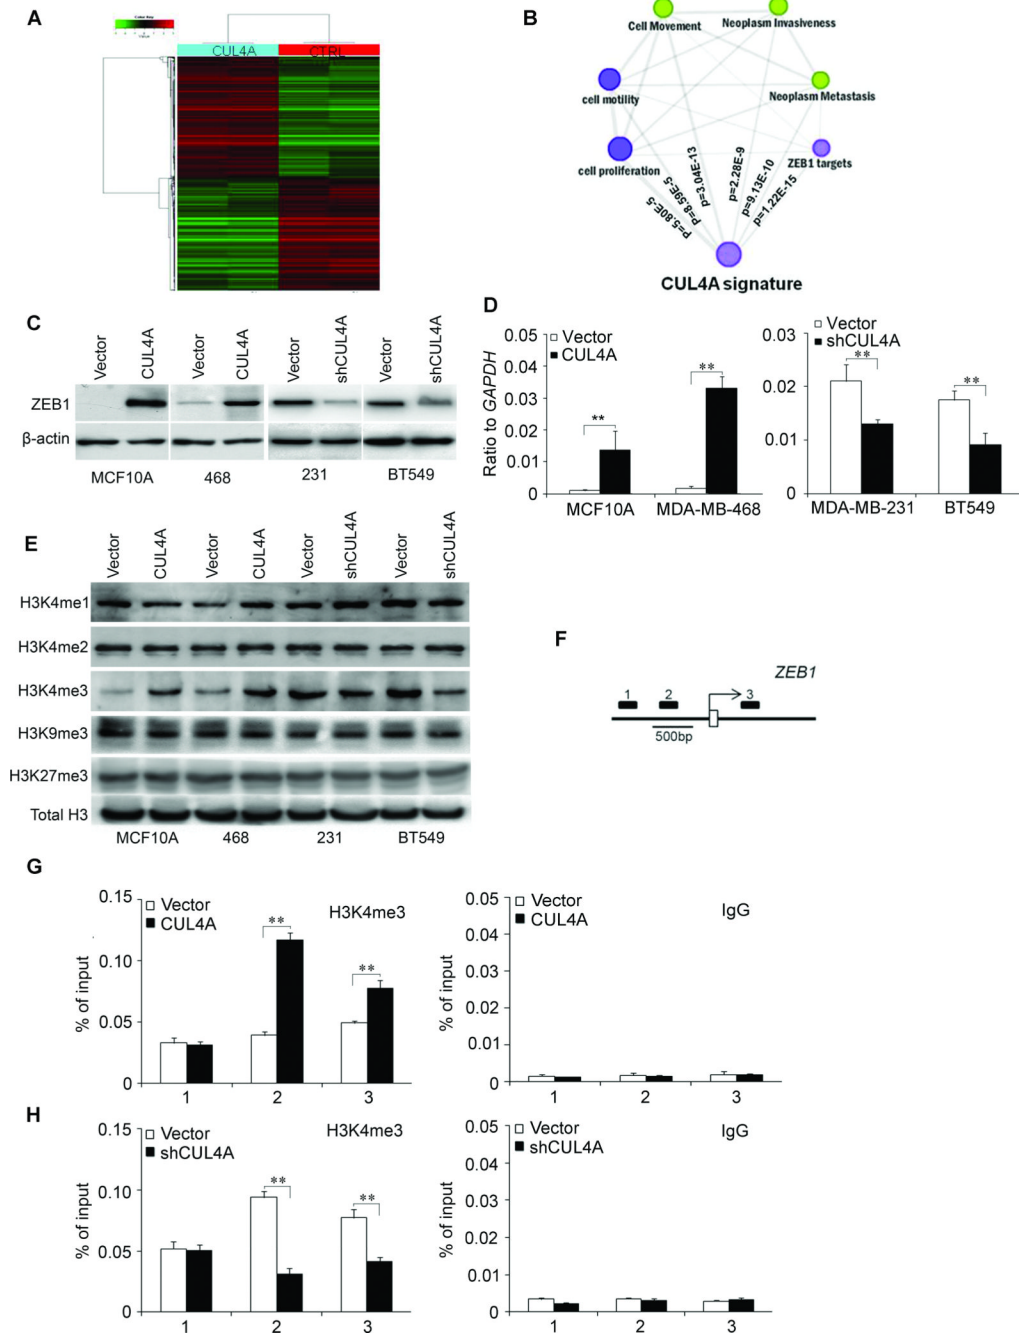 A
Color Key
Value
CUL4A CTRL
B
Cell Movement
Neoplasm Invasiveness
cell motility
Neoplasm Metastasis
cell proliferation
ZEB1 targets
P=5.80E-5
P=8.59E-5
p=3.04E-13
p=2.28E-9
p=9.13E-10
p=1.22E-15
CUL4A signature
C
Vector CUL4A Vector CUL4A Vector shCUL4A Vector shCUL4A
ZEB1
β-actin
MCF10A 468 231 BT549
D
Ratio to GAPDH
0.05
0.04
0.03
0.02
0.01
0
Vector
CUL4A
**
**
MCF10A MDA-MB-468
0.03
0.02
0.01
0
Vector
shCUL4A
**
**
MDA-MB-231 BT549
E
Vector CUL4A Vector CUL4A Vector shCUL4A Vector shCUL4A
H3K4me1
H3K4me2
H3K4me3
H3K9me3
H3K27me3
Total H3
MCF10A 468 231 BT549
F
ZEB1
1 2 3
500bp
G
% of input
0.15
0.10
0.05
0
Vector
CUL4A
H3K4me3
**
**
1 2 3
% of input
0.05
0.04
0.03
0.02
0.01
0
Vector
CUL4A
IgG
1 2 3
H
% of input
0.15
0.10
0.05
0
Vector
shCUL4A
H3K4me3
**
**
1 2 3
% of input
0.05
0.04
0.03
0.02
0.01
0
Vector
shCUL4A
IgG
1 2 3